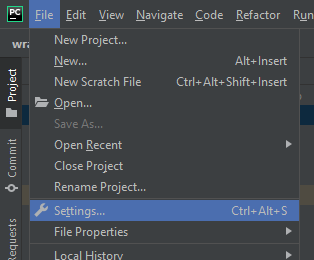 PC File Edit View Navigate Code Refactor Run
wra
New Project...
New... Alt+Insert
New Scratch File Ctrl+Alt+Shift+Insert
Open...
Save As...
Open Recent
Close Project
Rename Project...
Settings... Ctrl+Alt+S
File Properties
Local History
Project
Commit
Requests